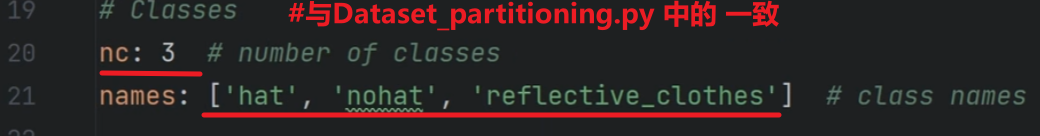 19 # Classes #与Dataset_partitioning.py 中的 一致
20 nc: 3 # number of classes
21 names: ['hat', 'nohat', 'reflective_clothes'] # class names